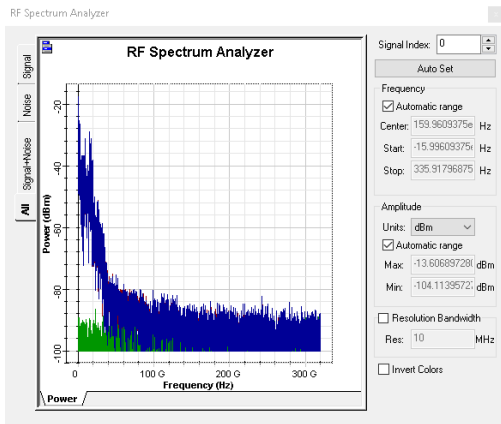 RF Spectrum Analyzer
Signal Index: 0
Auto Set
Frequency
Automatic range
Center: 159.9609375e Hz
Start: -15.99609375e Hz
Stop: 335.91796875 Hz
Amplitude
Units: dBm
Automatic range
Max: -13.606897280 dBm
Min: -104.11395727 dBm
Resolution Bandwidth
Res: 10 MHz
Invert Colors
Signal
Noise
Signal+Noise
All
RF Spectrum Analyzer
Power (dBm)
-20
-40
-60
-80
-100
0 100 G 200 G 300 G
Frequency (Hz)
Power